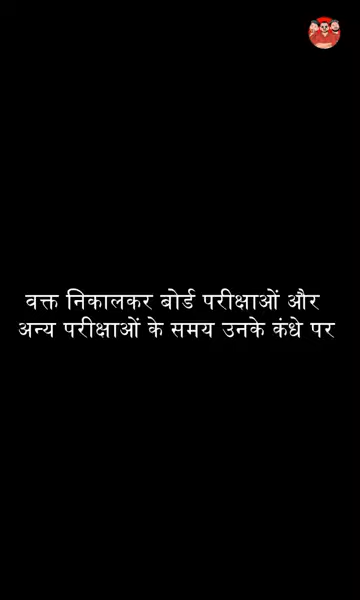 वक्त निकालकर बोर्ड परीक्षाओं और
अन्य परीक्षाओं के समय उनके कंधे पर